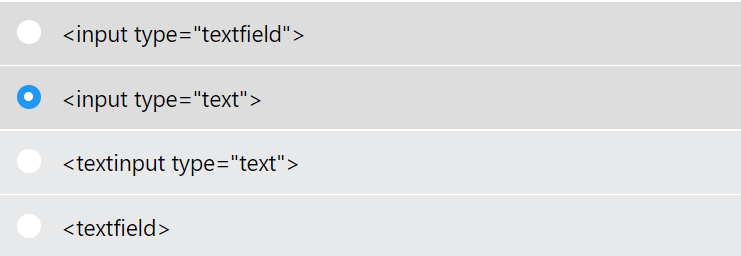 <input type="textfield">
<input type="text">
<textinput type="text">
<textfield>